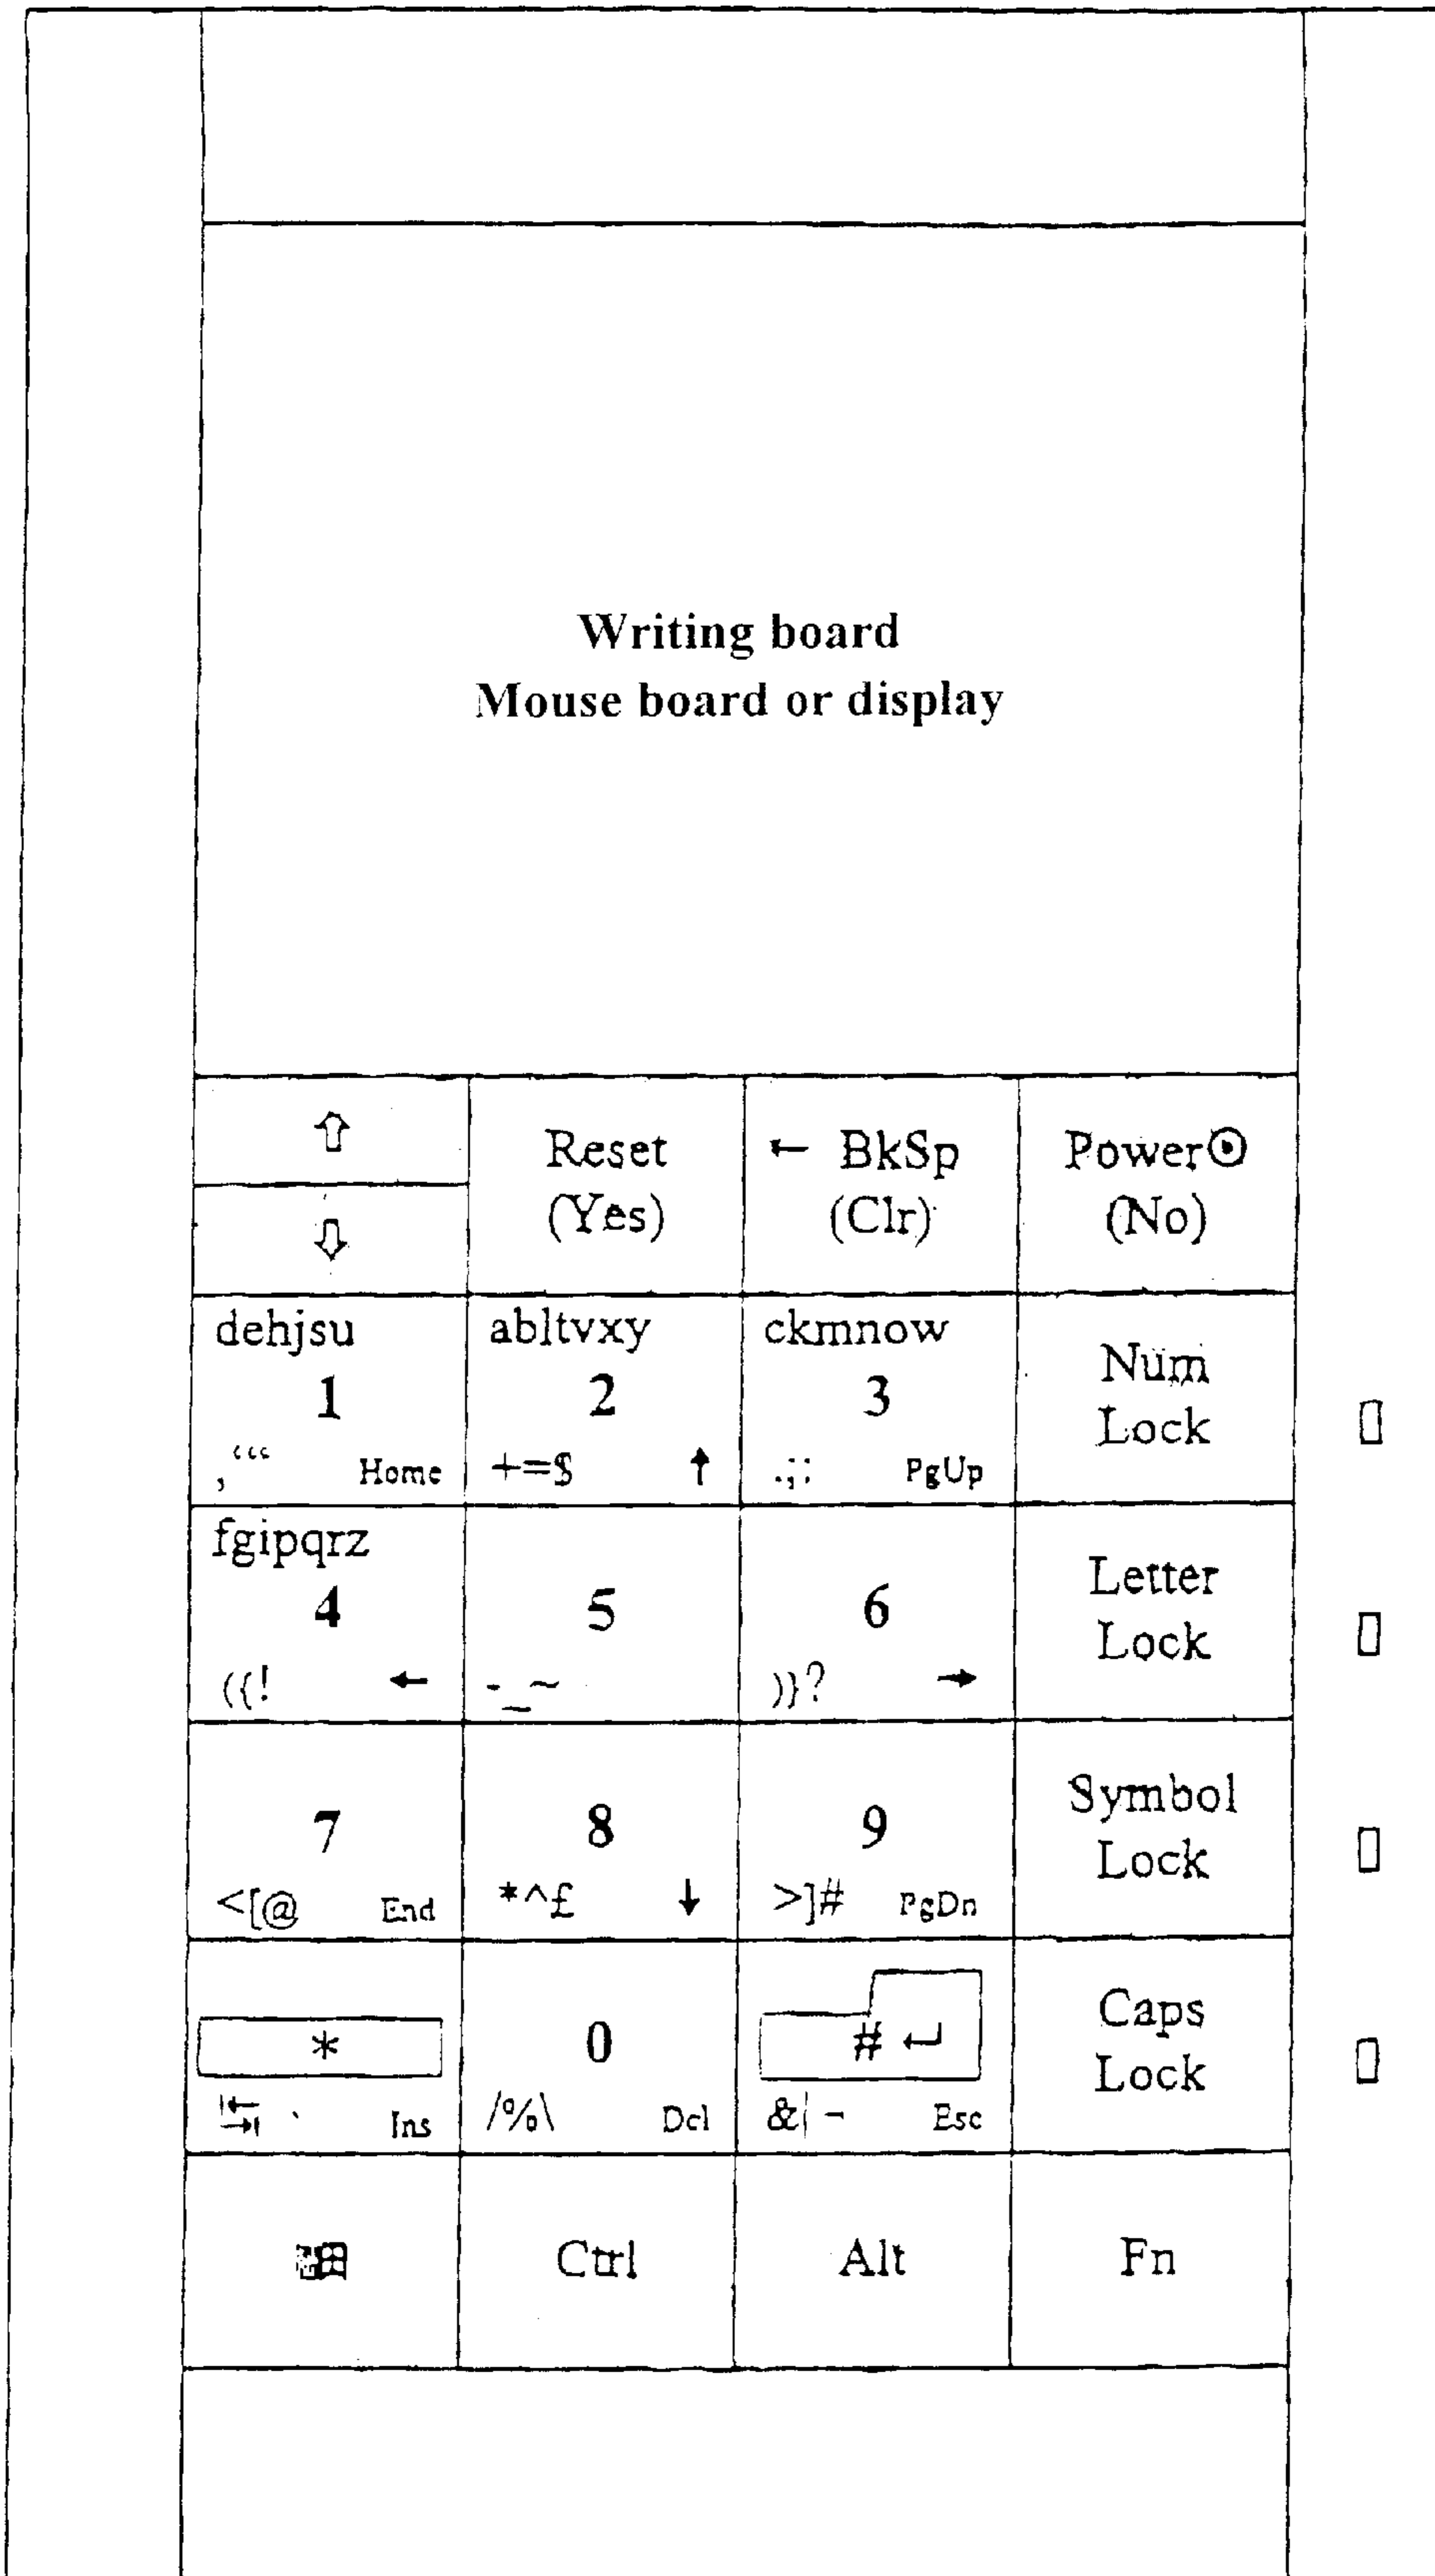 Writing board
Mouse board or display
⇧
⇩
Reset
(Yes)
← BkSp
(Clr)
Power⊙
(No)
dehjsu
1
,‘“ Home
abltvxy
2
+=$ ↑
ckmnow
3
.;: PgUp
Num
Lock
fgipqrz
4
({! ←
5
-_~
6
)}? →
Letter
Lock
7
<[@ End
8
*^£ ↓
9
>]# PgDn
Symbol
Lock
*
↹ ` Ins
0
/%\ Del
# ↵
&|¬ Esc
Caps
Lock
Ctrl
Alt
Fn